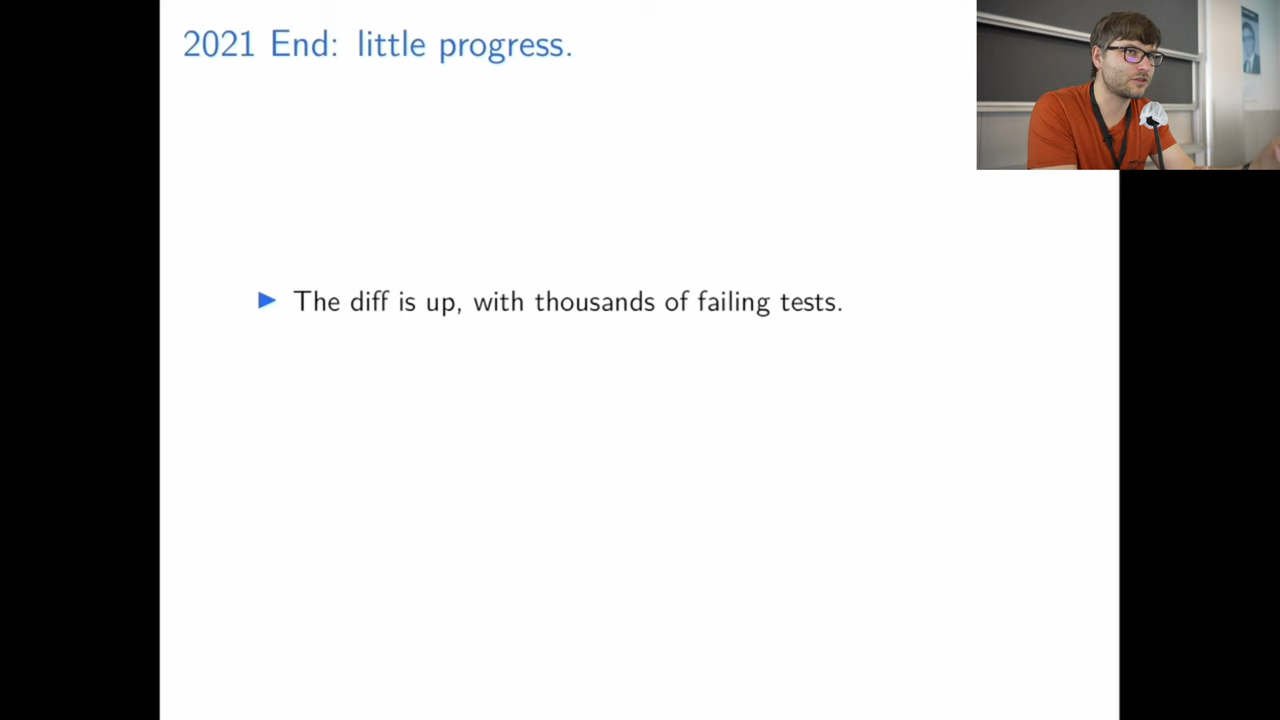 2021 End: little progress.
The diff is up, with thousands of failing tests.